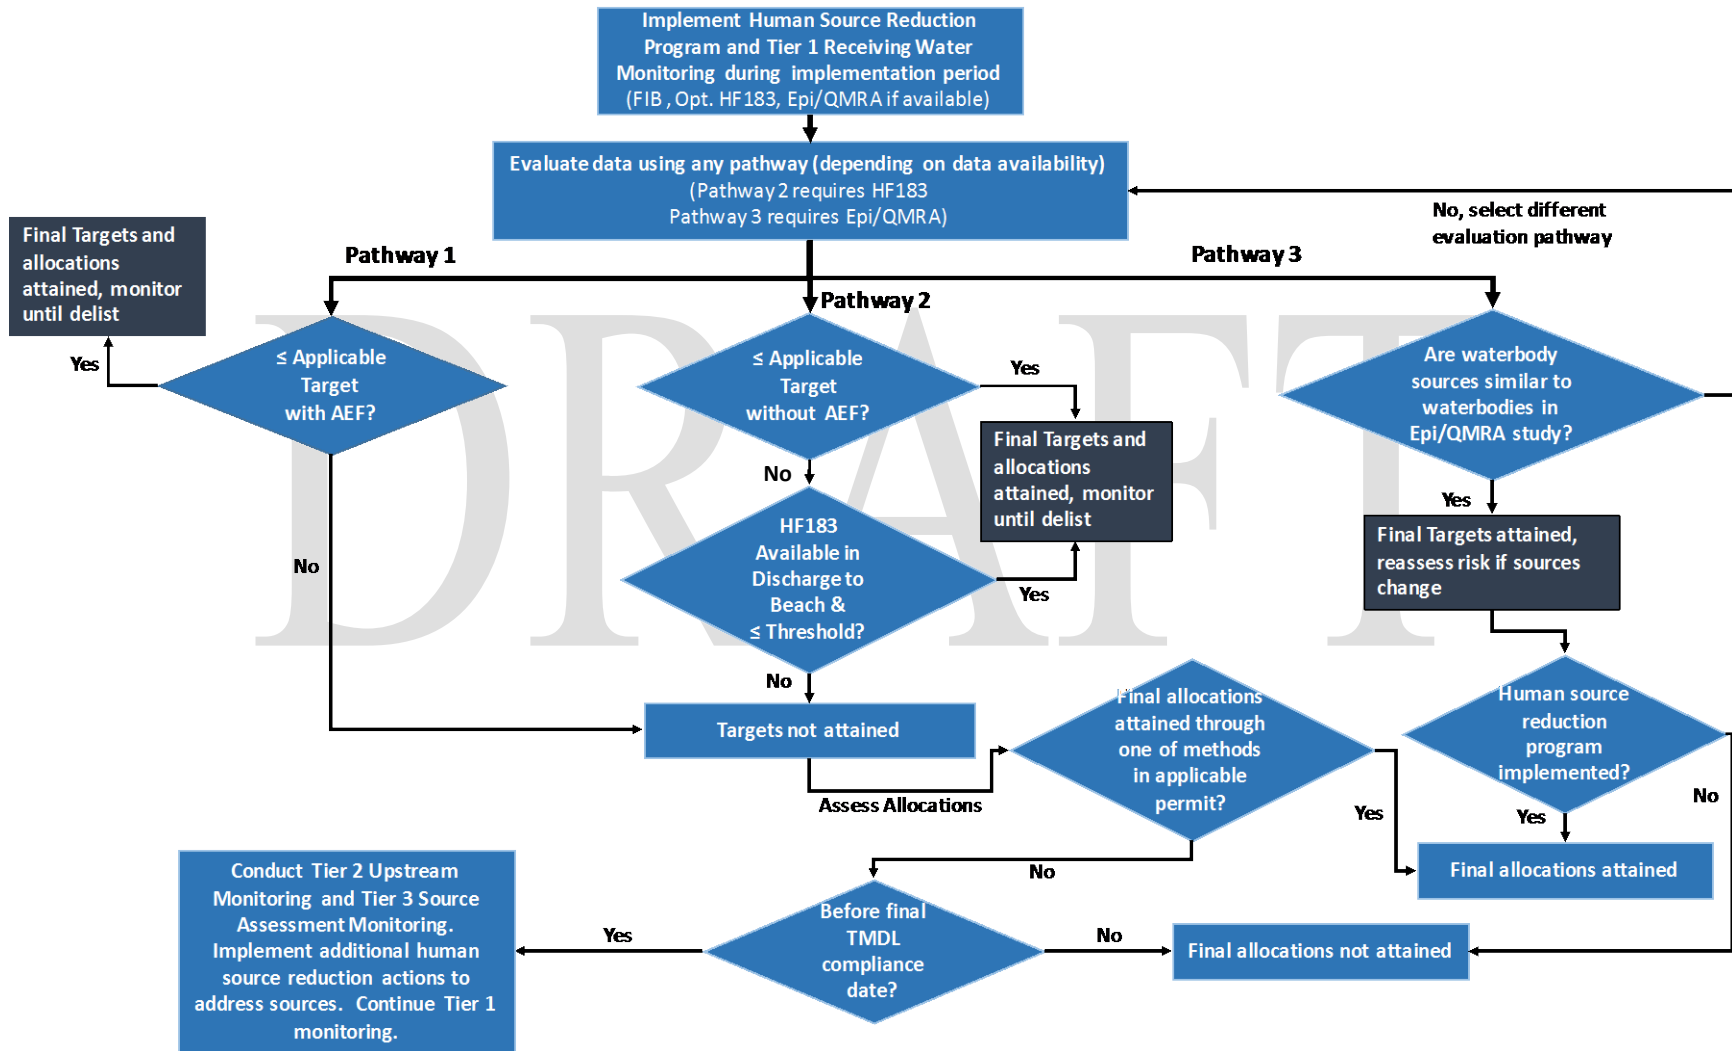 Implement Human Source Reduction
Program and Tier 1 Receiving Water
Monitoring during implementation period
(FIB , Opt. HF183, Epi/QMRA if available)
Evaluate data using any pathway (depending on data availability)
(Pathway 2 requires HF183
Pathway 3 requires Epi/QMRA)
No, select different
evaluation pathway
Final Targets and
allocations
attained, monitor
until delist
Pathway 1
Pathway 2
Pathway 3
Yes
≤ Applicable
Target
with AEF?
≤ Applicable
Target
without AEF?
Yes
Are waterbody
sources similar to
waterbodies in
Epi/QMRA study?
DRAFT
Final Targets and
allocations
attained, monitor
until delist
No
Yes
HF183
Available in
Discharge to
Beach &
≤ Threshold?
Yes
No
Final Targets attained,
reassess risk if sources
change
No
Targets not attained
Assess Allocations
Final allocations
attained through
one of methods
in applicable
permit?
Human source
reduction
program
implemented?
No
Yes
Yes
Final allocations attained
No
Conduct Tier 2 Upstream
Monitoring and Tier 3 Source
Assessment Monitoring.
Implement additional human
source reduction actions to
address sources. Continue Tier 1
monitoring.
Yes
Before final
TMDL
compliance
date?
No
Final allocations not attained